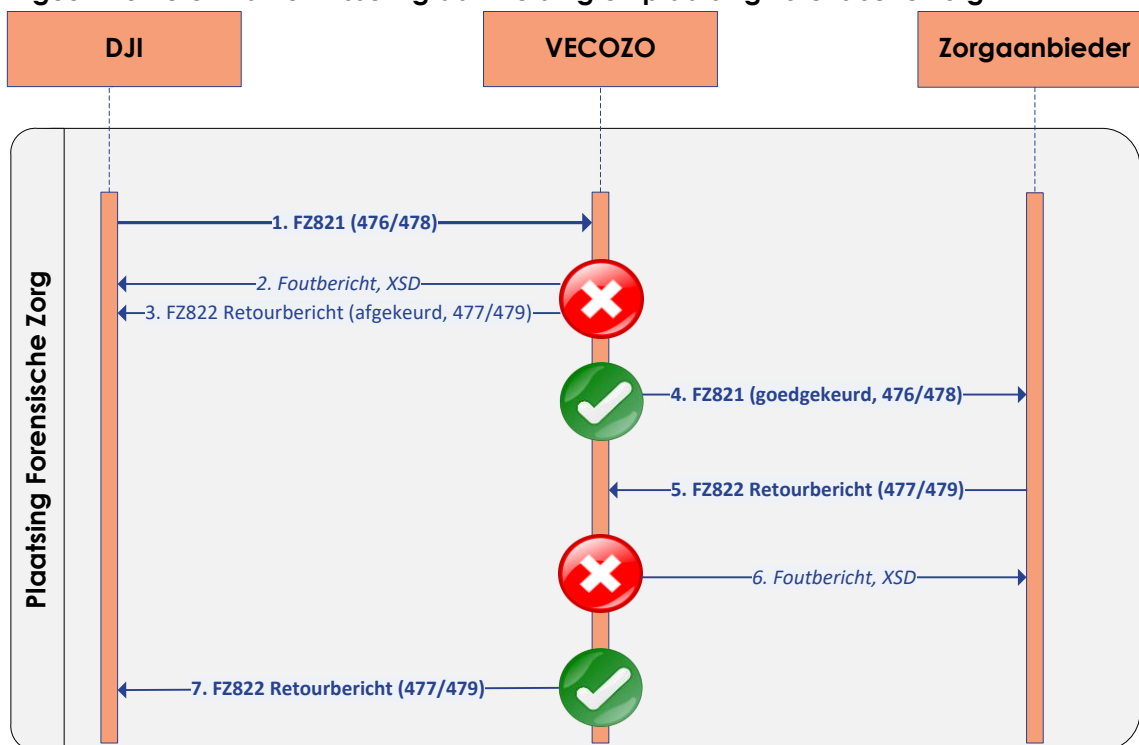 DJI
VECOZO
Zorgaanbieder
Plaatsing Forensische Zorg
1. FZ821 (476/478)
2. Foutbericht, XSD
3. FZ822 Retourbericht (afgekeurd, 477/479)
4. FZ821 (goedgekeurd, 476/478)
5. FZ822 Retourbericht (477/479)
6. Foutbericht, XSD
7. FZ822 Retourbericht (477/479)